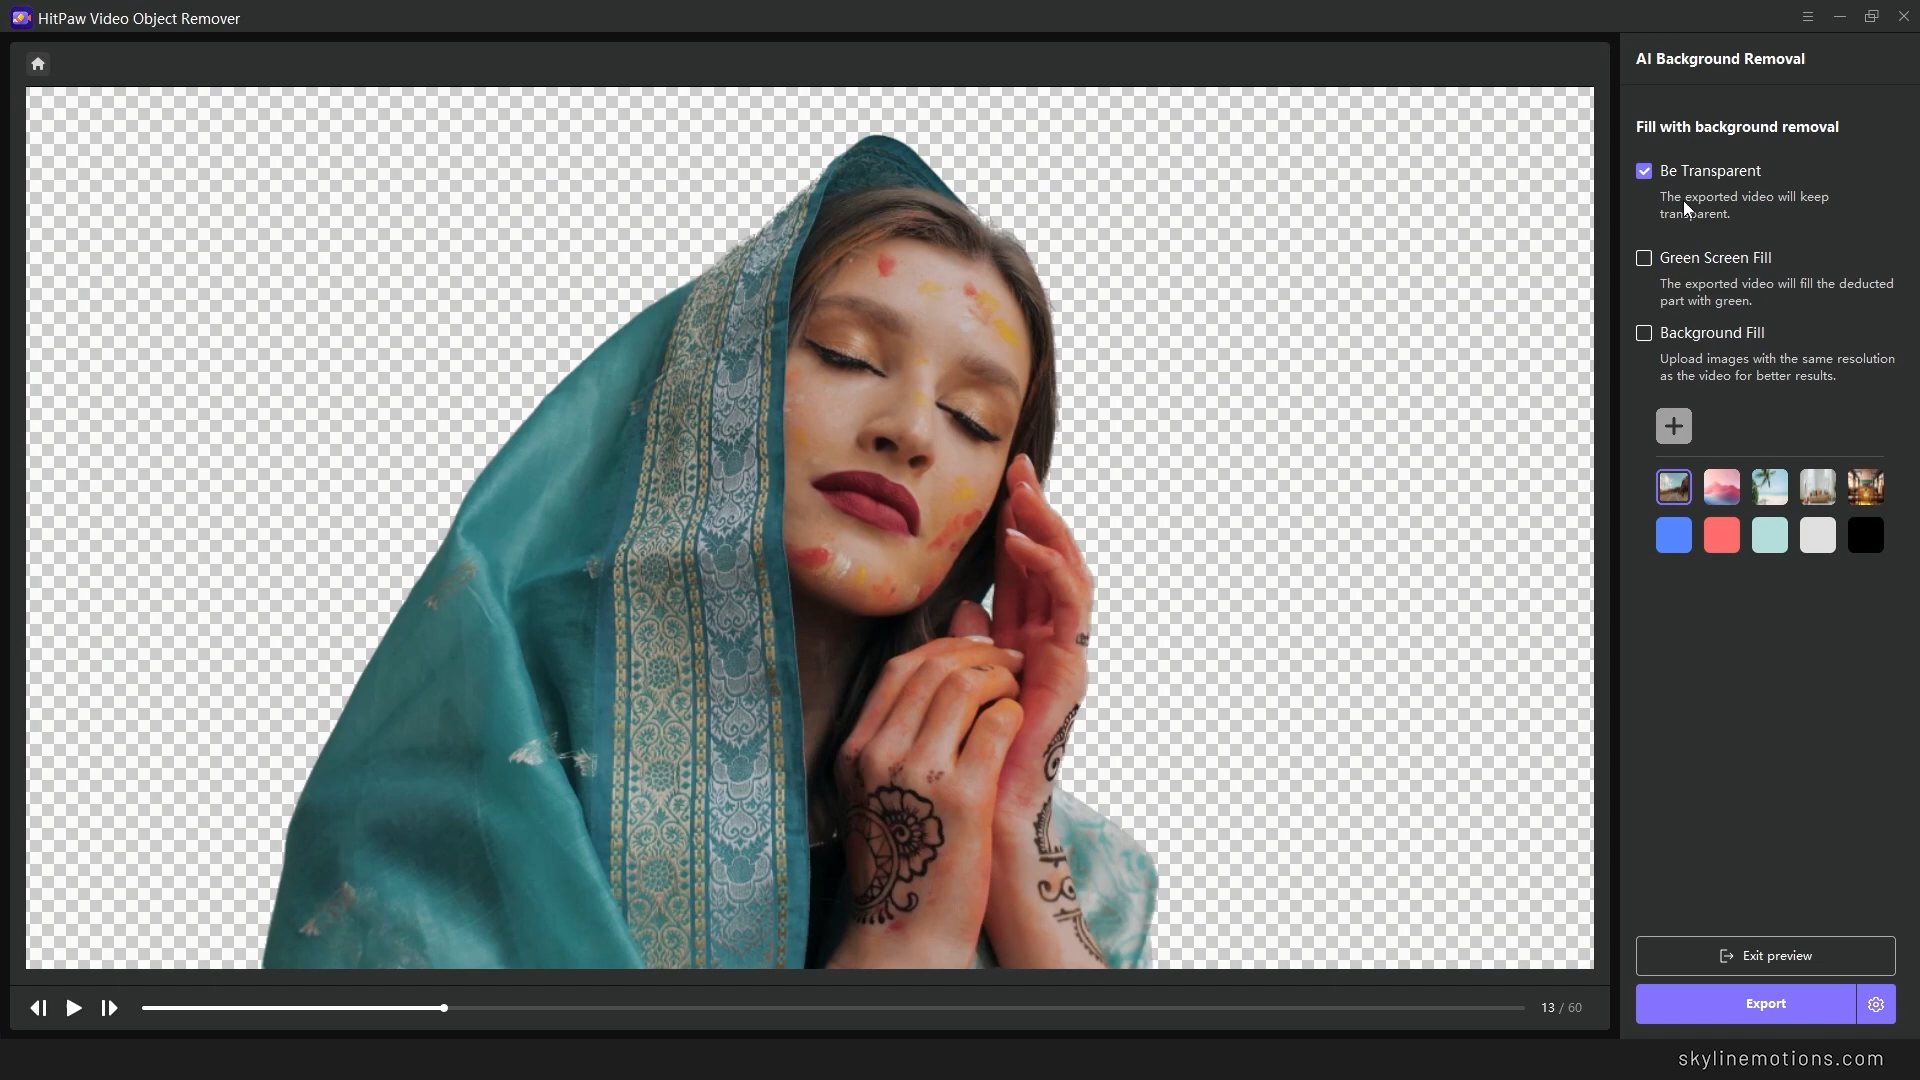 HitPaw Video Object Remover
AI Background Removal
Fill with background removal
Be Transparent
The exported video will keep
transparent.
Green Screen Fill
The exported video will fill the deducted
part with green.
Background Fill
Upload images with the same resolution
as the video for better results.
13 / 60
Exit preview
Export
skylinemotions.com